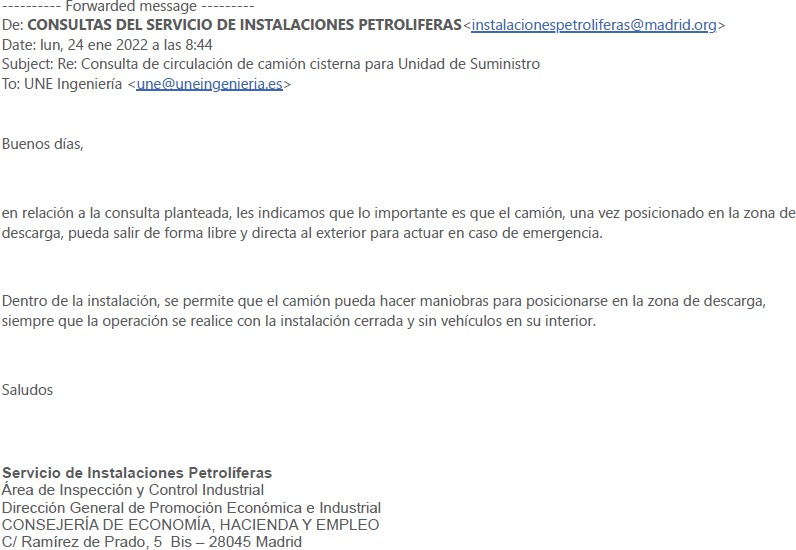 ---------- Forwarded message ---------
De: CONSULTAS DEL SERVICIO DE INSTALACIONES PETROLIFERAS<instalacionespetroliferas@madrid.org>
Date: lun, 24 ene 2022 a las 8:44
Subject: Re: Consulta de circulación de camión cisterna para Unidad de Suministro
To: UNE Ingeniería <une@uneingenieria.es>
Buenos días,
en relación a la consulta planteada, les indicamos que lo importante es que el camión, una vez posicionado en la zona de
descarga, pueda salir de forma libre y directa al exterior para actuar en caso de emergencia.
Dentro de la instalación, se permite que el camión pueda hacer maniobras para posicionarse en la zona de descarga,
siempre que la operación se realice con la instalación cerrada y sin vehículos en su interior.
Saludos
Servicio de Instalaciones Petrolíferas
Área de Inspección y Control Industrial
Dirección General de Promoción Económica e Industrial
CONSEJERÍA DE ECONOMÍA, HACIENDA Y EMPLEO
C/ Ramírez de Prado, 5  Bis – 28045 Madrid